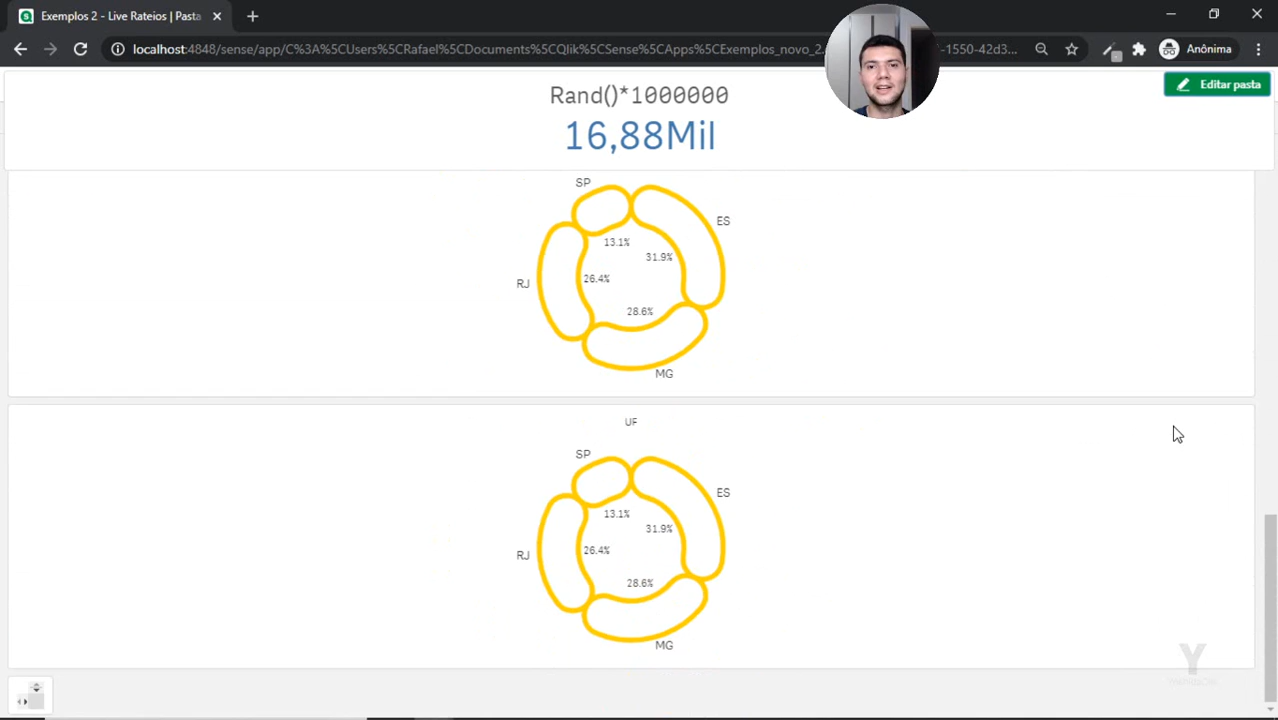 Exemplos 2 - Live Rateios | Pasta
localhost:4848/sense/app/C%3A%5CUsers%5CRafael%5CDocuments%5CQlik%5CSense%5CApps%5CExemplos_novo_2.
-1550-42d3...
Anônima
Rand()*1000000
16,88Mil
Editar pasta
SP
ES
13.1%
31.9%
RJ
26.4%
28.6%
MG
UF
SP
ES
13.1%
31.9%
RJ
26.4%
28.6%
MG
Y